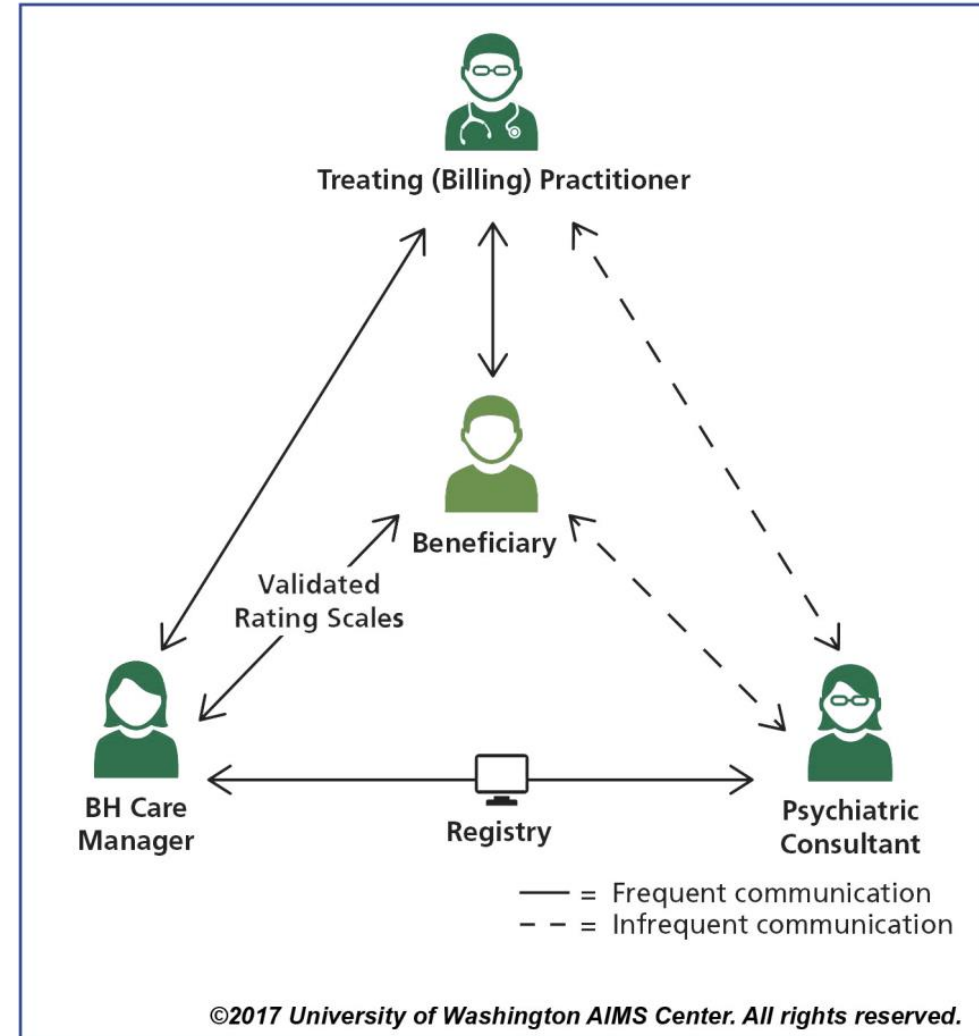 Treating (Billing) Practitioner
Beneficiary
Validated
Rating Scales
BH Care
Manager
Registry
Psychiatric
Consultant
= Frequent communication
= Infrequent communication
©2017 University of Washington AIMS Center. All rights reserved.